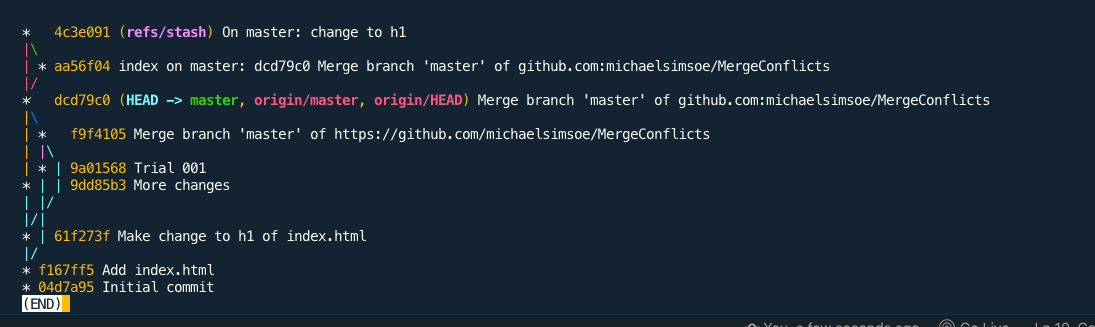 *   4c3e091 (refs/stash) On master: change to h1
|\
| * aa56f04 index on master: dcd79c0 Merge branch 'master' of github.com:michaelsimsoe/MergeConflicts
|/
*   dcd79c0 (HEAD -> master, origin/master, origin/HEAD) Merge branch 'master' of github.com:michaelsimsoe/MergeConflicts
|\
| *   f9f4105 Merge branch 'master' of https://github.com/michaelsimsoe/MergeConflicts
| |\
| * | 9a01568 Trial 001
* | | 9dd85b3 More changes
| |/
|/|
* | 61f273f Make change to h1 of index.html
|/
* f167ff5 Add index.html
* 04d7a95 Initial commit
(END)
You, a few seconds ago Go Live Ln 10, Co